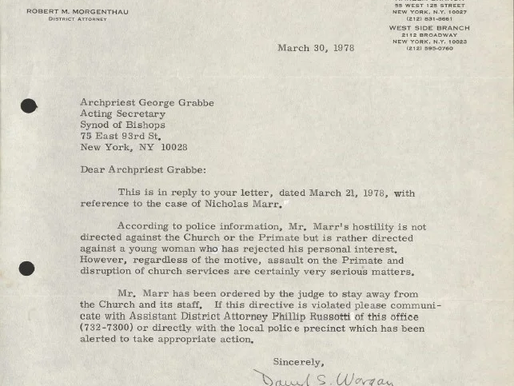 ROBERT M. MORGENTHAU
DISTRICT ATTORNEY
55 WEST 125 STREET
NEW YORK, N.Y. 10027
(212) 831-8681
WEST SIDE BRANCH
2112 BROADWAY
NEW YORK, N.Y. 10023
(212) 595-0760
March 30, 1978
Archpriest George Grabbe
Acting Secretary
Synod of Bishops
75 East 93rd St.
New York, NY 10028
Dear Archpriest Grabbe:
This is in reply to your letter, dated March 21, 1978, with
reference to the case of Nicholas Marr.
According to police information, Mr. Marr's hostility is not
directed against the Church or the Primate but is rather directed
against a young woman who has rejected his personal interest.
However, regardless of the motive, assault on the Primate and
disruption of church services are certainly very serious matters.
Mr. Marr has been ordered by the judge to stay away from
the Church and its staff. If this directive is violated please communi-
cate with Assistant District Attorney Phillip Russotti of this office
(732-7300) or directly with the local police precinct which has been
alerted to take appropriate action.
Sincerely,